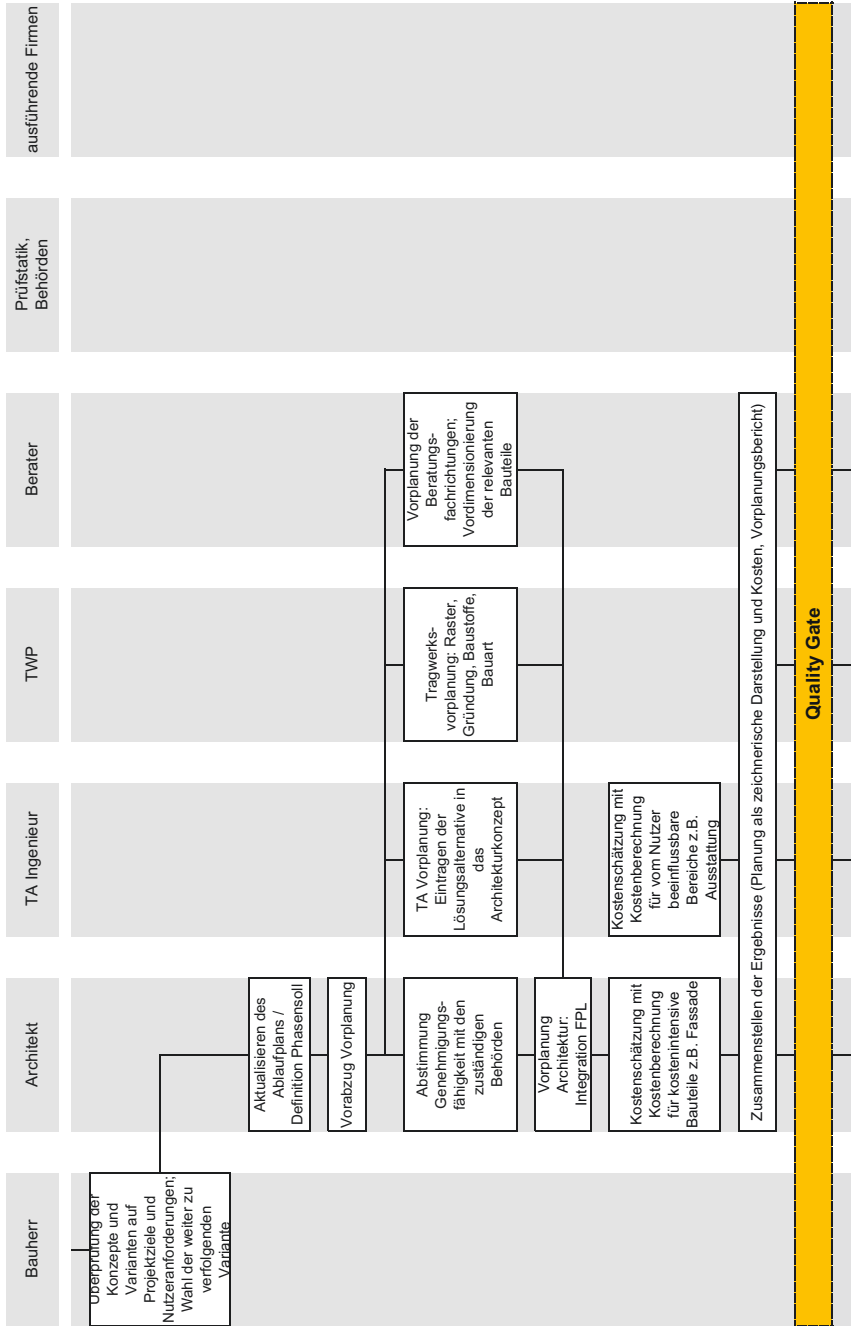 Bauherr
Architekt
TA Ingenieur
TWP
Berater
Prüfstatik,
Behörden
ausführende Firmen
Überprüfung der
Konzepte und
Varianten auf
Projektziele und
Nutzeranforderungen;
Wahl der weiter zu
verfolgenden
Variante
Aktualisieren des
Ablaufplans /
Definition Phasensoll
Vorabzug Vorplanung
Abstimmung
Genehmigungs-
fähigkeit mit den
zuständigen
Behörden
TA Vorplanung:
Eintragen der
Lösungsalternative in
das
Architekturkonzept
Tragwerks-
vorplanung: Raster,
Gründung, Baustoffe,
Bauart
Vorplanung der
Beratungs-
fachrichtungen;
Vordimensionierung
der relevanten
Bauteile
Vorplanung
Architektur:
Integration FPL
Kostenschätzung mit
Kostenberechnung
für kostenintensive
Bauteile z.B. Fassade
Kostenschätzung mit
Kostenberechnung
für vom Nutzer
beeinflussbare
Bereiche z.B.
Ausstattung
Zusammenstellen der Ergebnisse (Planung als zeichnerische Darstellung und Kosten, Vorplanungsbericht)
Quality Gate